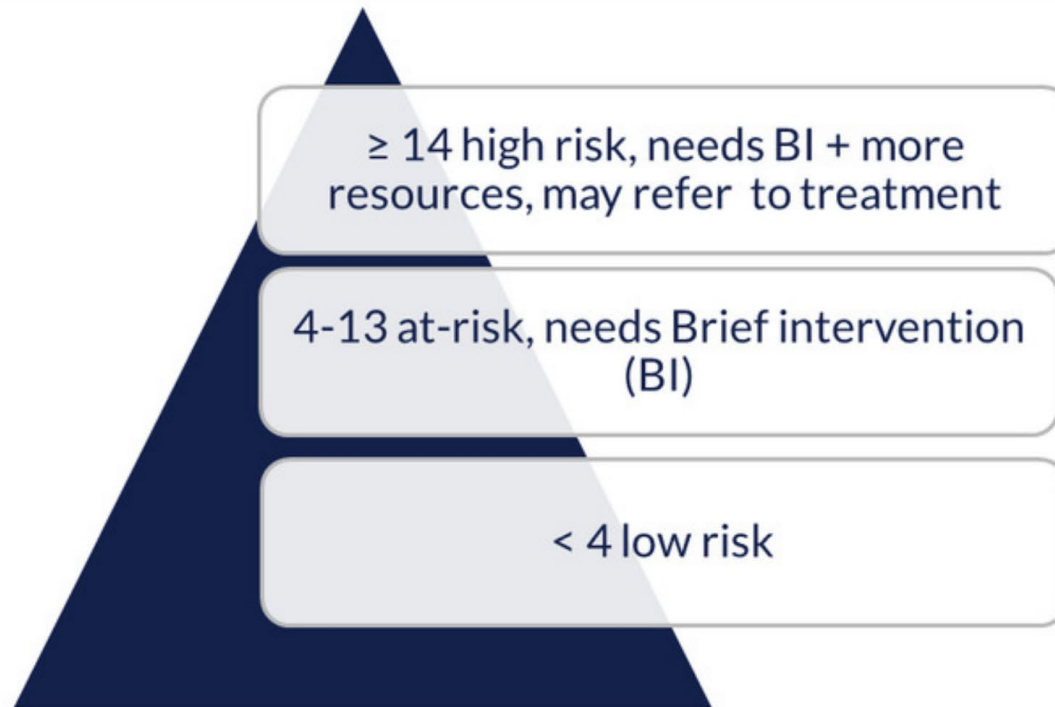 ≥ 14 high risk, needs BI + more
resources, may refer to treatment
4-13 at-risk, needs Brief intervention
(BI)
< 4 low risk